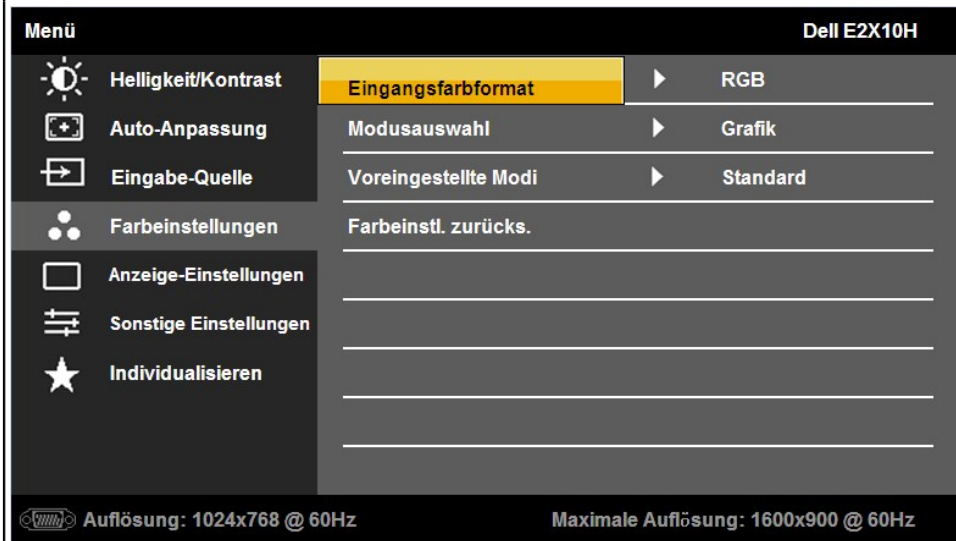 Menü Dell E2X10H
Helligkeit/Kontrast Eingangsfarbformat RGB
Auto-Anpassung Modusauswahl Grafik
Eingabe-Quelle Voreingestellte Modi Standard
Farbeinstellungen Farbeinstl. zurücks.
Anzeige-Einstellungen
Sonstige Einstellungen
Individualisieren
Auflösung: 1024x768 @ 60Hz Maximale Auflösung: 1600x900 @ 60Hz